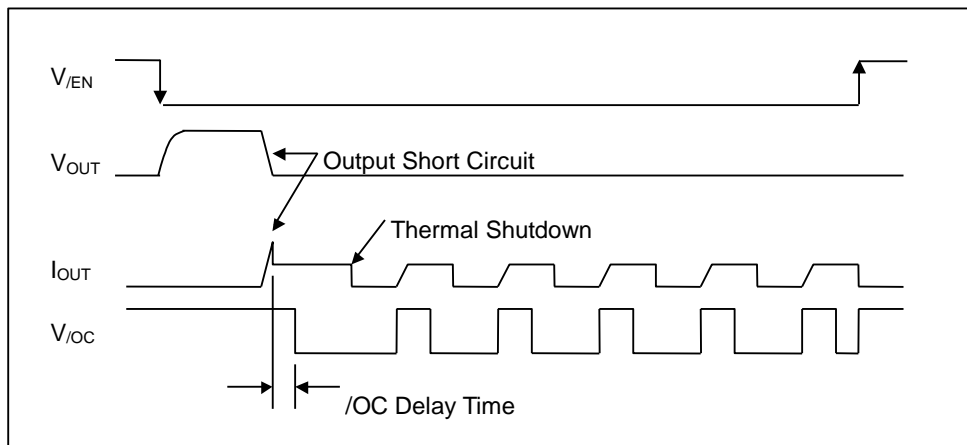 V/EN
VOUT
Output Short Circuit
Thermal Shutdown
IOUT
V/OC
/OC Delay Time